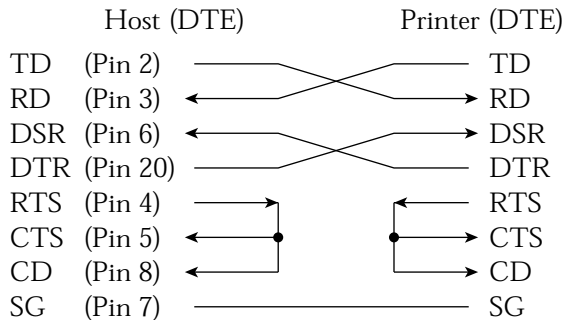 Host (DTE) Printer (DTE)
TD (Pin 2) TD
RD (Pin 3) RD
DSR (Pin 6) DSR
DTR (Pin 20) DTR
RTS (Pin 4) RTS
CTS (Pin 5) CTS
CD (Pin 8) CD
SG (Pin 7) SG